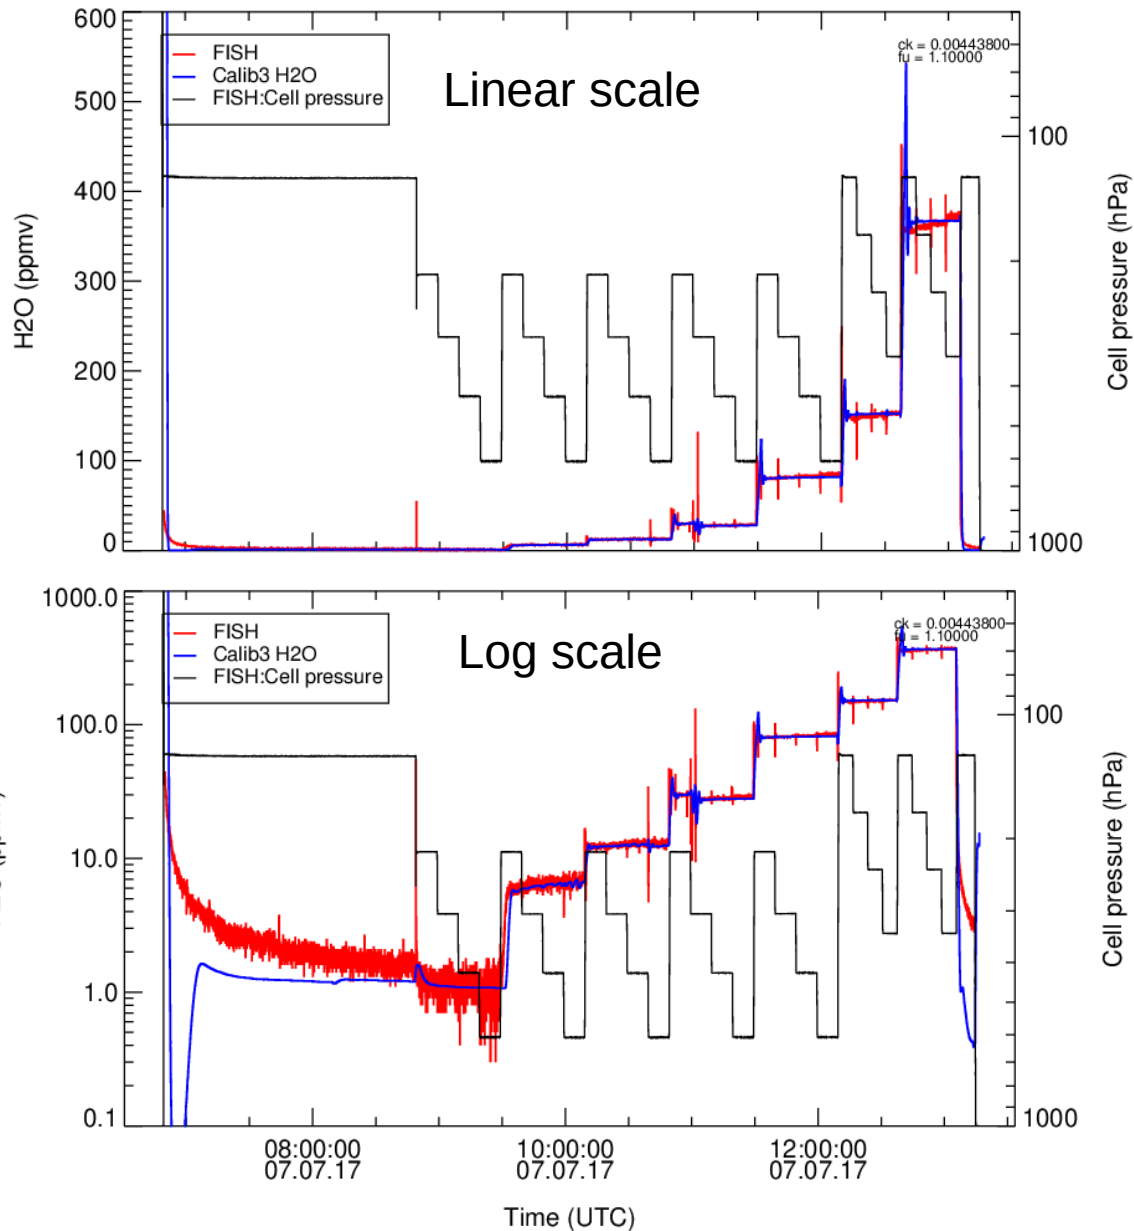 600
500
400
300
200
100
0
H2O (ppmv)
FISH
Calib3 H2O
FISH:Cell pressure
Linear scale
ck = 0.00443800
fu = 1.10000
100
1000
Cell pressure (hPa)
1000.0
100.0
10.0
1.0
0.1
FISH
Calib3 H2O
FISH:Cell pressure
Log scale
ck = 0.00443800
fu = 1.10000
100
1000
Cell pressure (hPa)
08:00:09 10:00:09 12:00:09
07.07.17 07.07.17 07.07.17
Time (UTC)